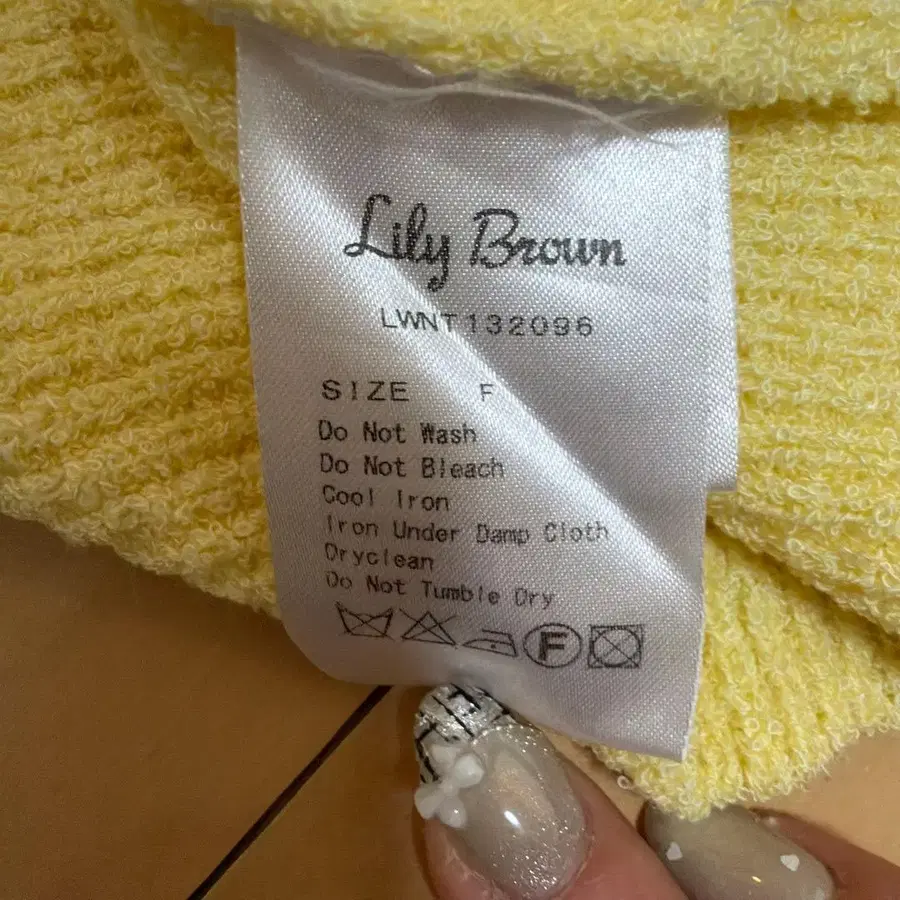 Lily Brown
LWNT132096
SIZE F
Do Not Wash
Do Not Bleach
Cool Iron
Iron Under Damp Cloth
Dryclean
Do Not Tumble Dry
F